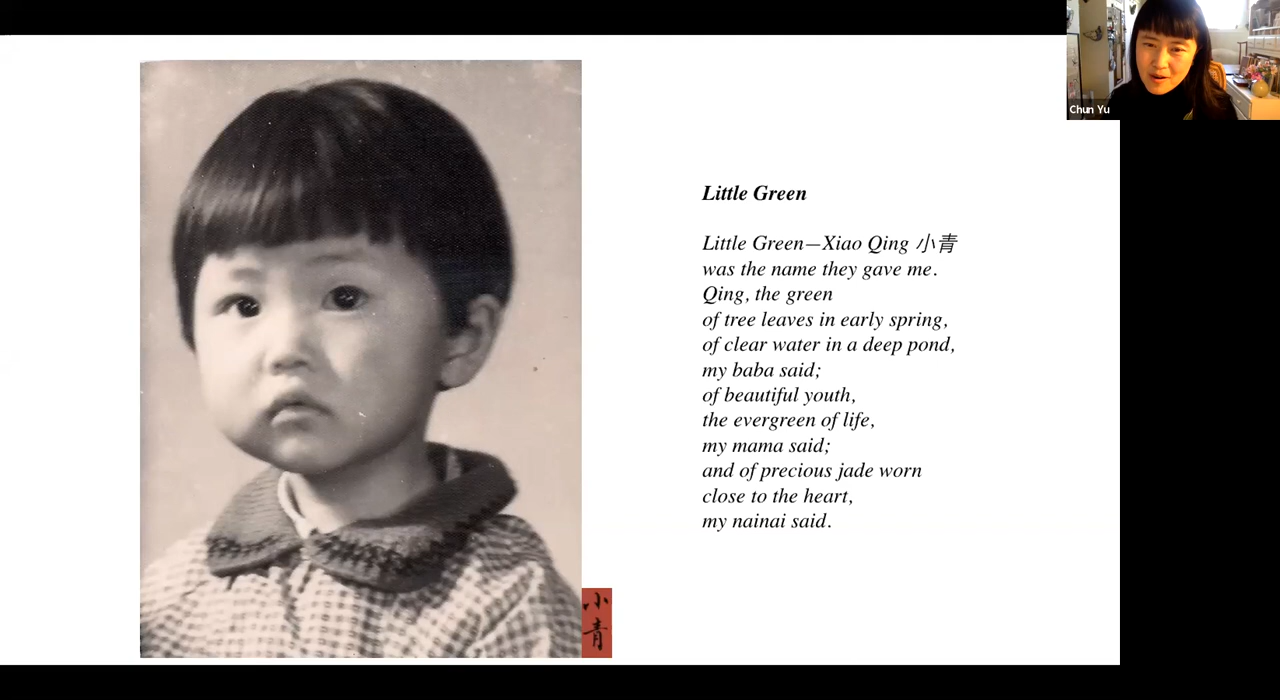 Chun Yu
Little Green
Little Green—Xiao Qing 小青
was the name they gave me.
Qing, the green
of tree leaves in early spring,
of clear water in a deep pond,
my baba said;
of beautiful youth,
the evergreen of life,
my mama said;
and of precious jade worn
close to the heart,
my nainai said.
小
青